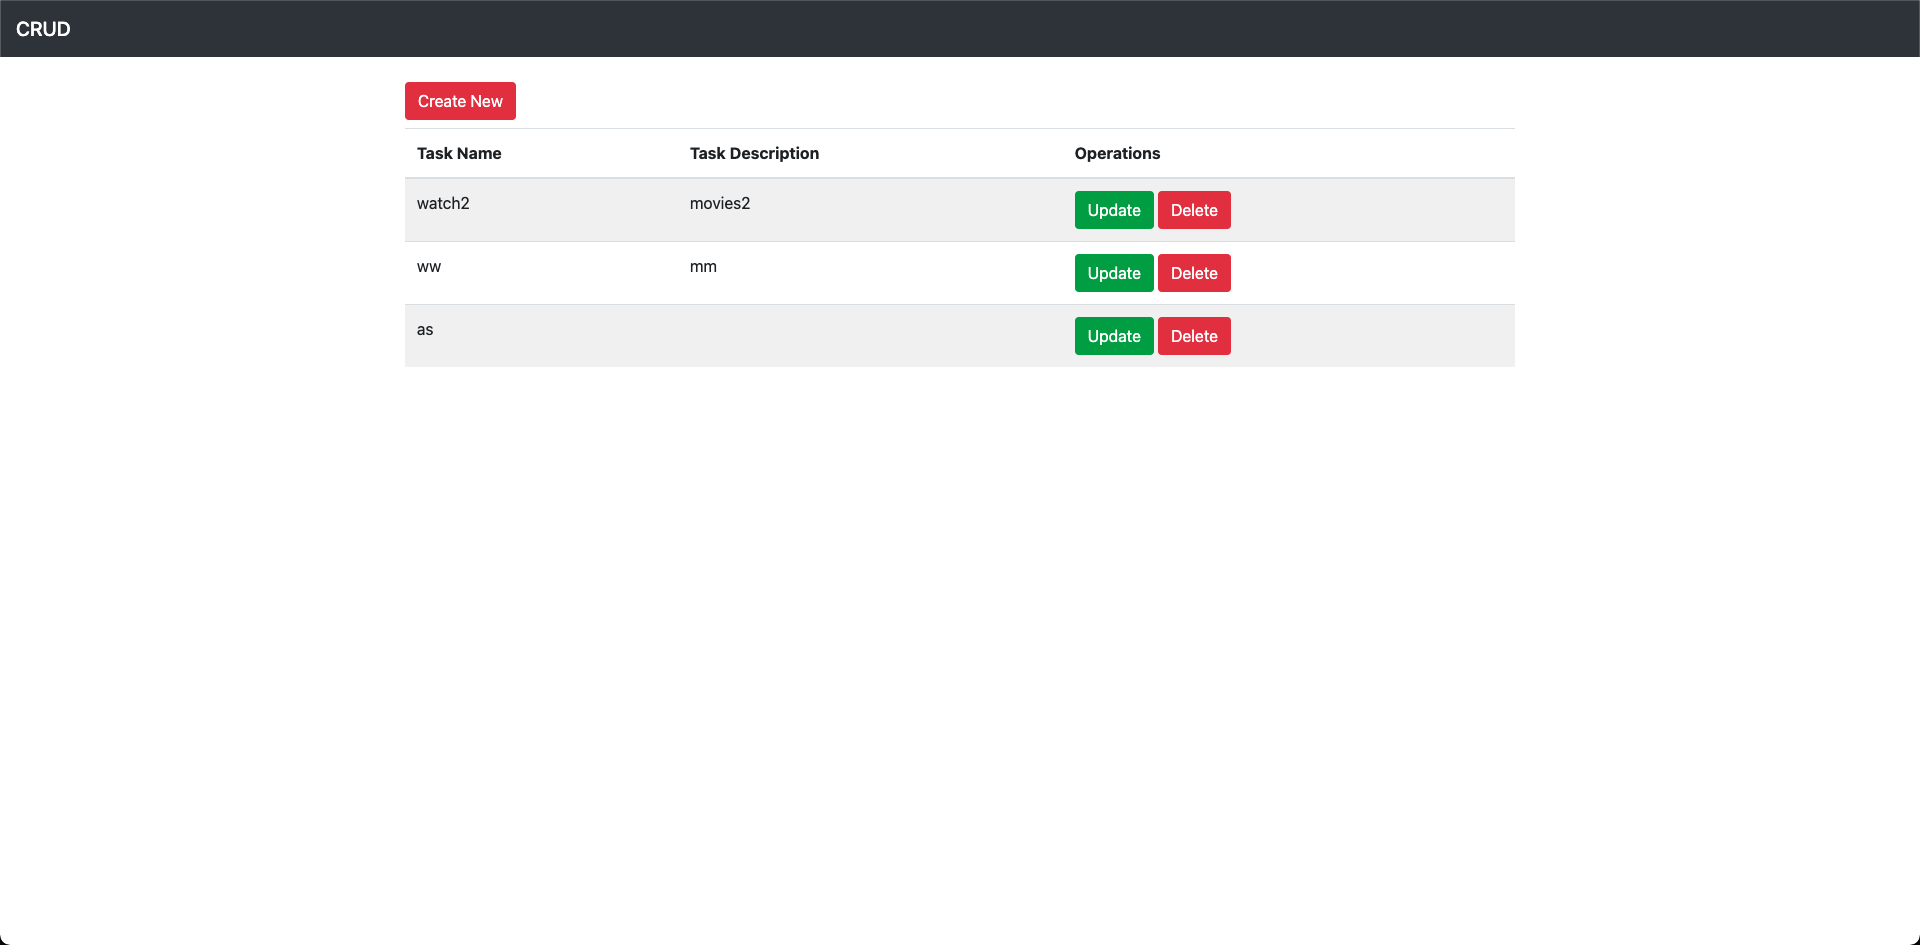 CRUD
Create New
Task Name Task Description Operations
watch2 movies2 Update Delete
ww mm Update Delete
as Update Delete